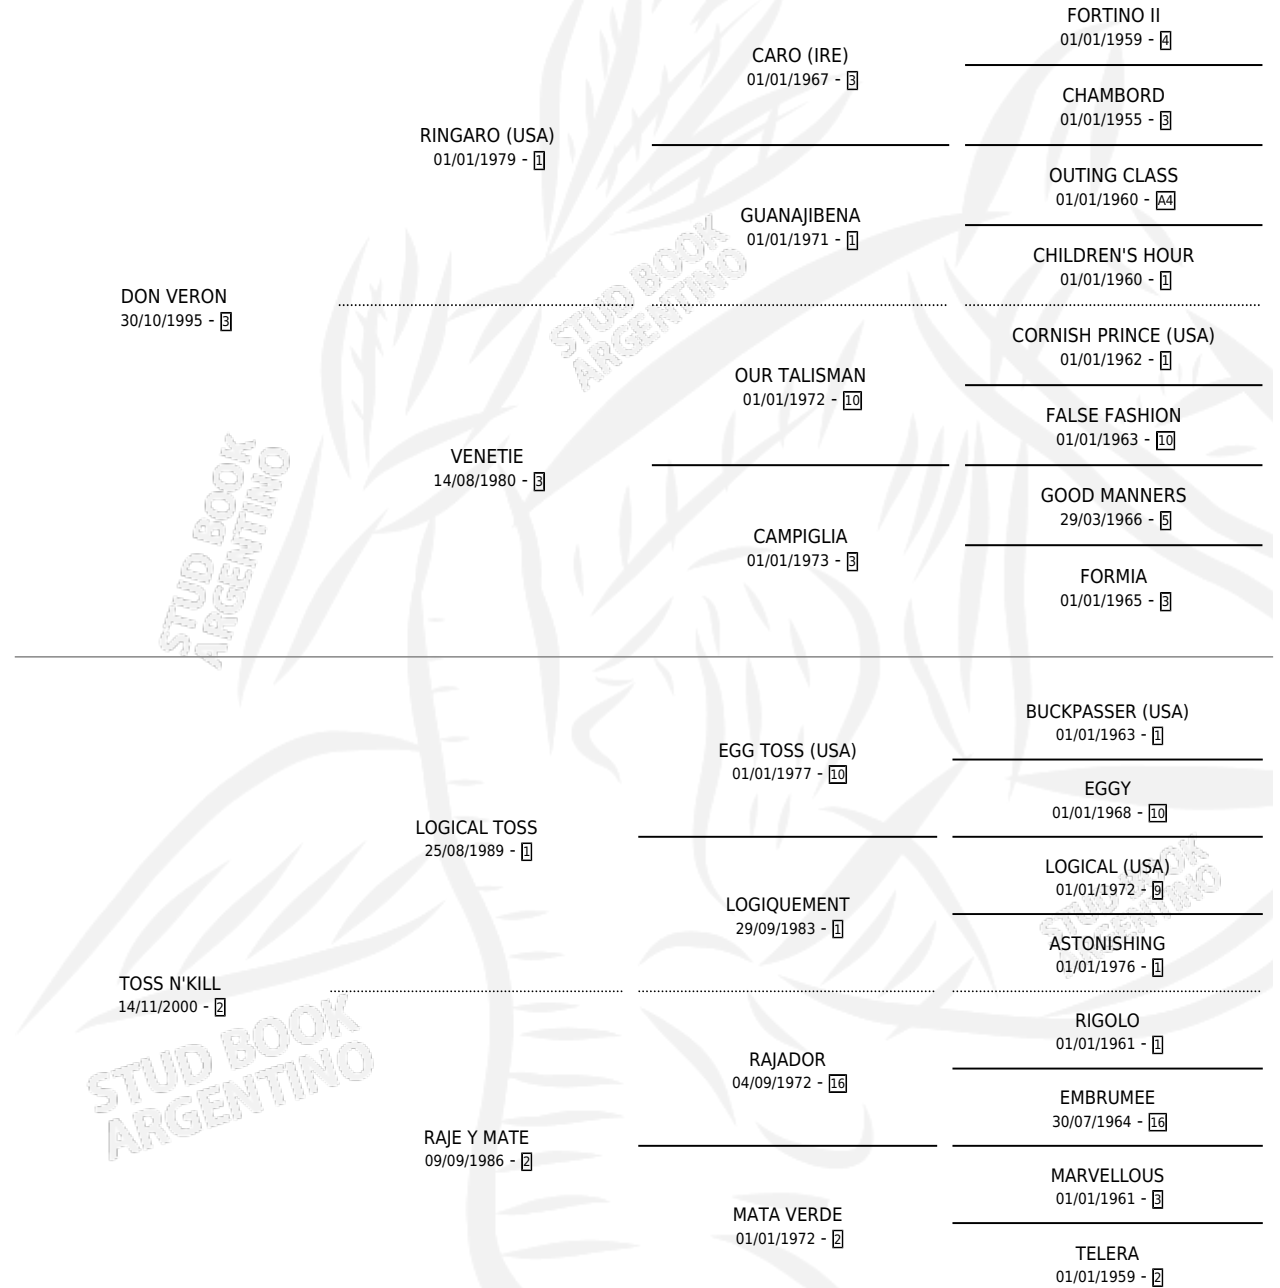 FORTINO II
01/01/1959 - 4
CARO (IRE)
01/01/1967 - 3
CHAMBORD
01/01/1955 - 3
RINGARO (USA)
01/01/1979 - 1
OUTING CLASS
01/01/1960 - A4
GUANAJIBENA
01/01/1971 - 1
CHILDREN'S HOUR
01/01/1960 - 1
DON VERON
30/10/1995 - 3
CORNISH PRINCE (USA)
01/01/1962 - 1
OUR TALISMAN
01/01/1972 - 10
FALSE FASHION
01/01/1963 - 10
VENETIE
14/08/1980 - 3
GOOD MANNERS
29/03/1966 - 5
CAMPIGLIA
01/01/1973 - 3
FORMIA
01/01/1965 - 3
STUD BOOK
ARGENTINO
STUD BOOK
ARGENTINO
BUCKPASSER (USA)
01/01/1963 - 1
EGG TOSS (USA)
01/01/1977 - 10
EGGY
01/01/1968 - 10
LOGICAL TOSS
25/08/1989 - 1
LOGICAL (USA)
01/01/1972 - 9
LOGIQUEMENT
29/09/1983 - 1
ASTONISHING
01/01/1976 - 1
TOSS N'KILL
14/11/2000 - 2
RIGOLO
01/01/1961 - 1
RAJADOR
04/09/1972 - 16
EMBRUMEE
30/07/1964 - 16
RAJE Y MATE
09/09/1986 - 2
MARVELLOUS
01/01/1961 - 3
MATA VERDE
01/01/1972 - 2
TELERA
01/01/1959 - 2
STUD BOOK
ARGENTINO
STUD BOOK
ARGENTINO